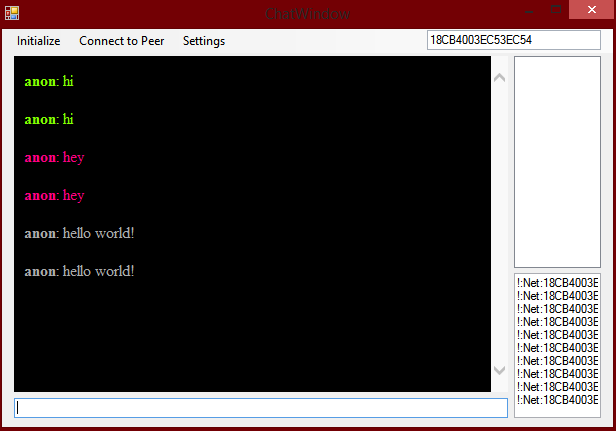 ChatWindow
Initialize Connect to Peer Settings 18CB4003EC53EC54
anon: hi
anon: hi
anon: hey
anon: hey
anon: hello world!
anon: hello world!
!:Net:18CB4003E
!:Net:18CB4003E
!:Net:18CB4003E
!:Net:18CB4003E
!:Net:18CB4003E
!:Net:18CB4003E
!:Net:18CB4003E
!:Net:18CB4003E
!:Net:18CB4003E
!:Net:18CB4003E